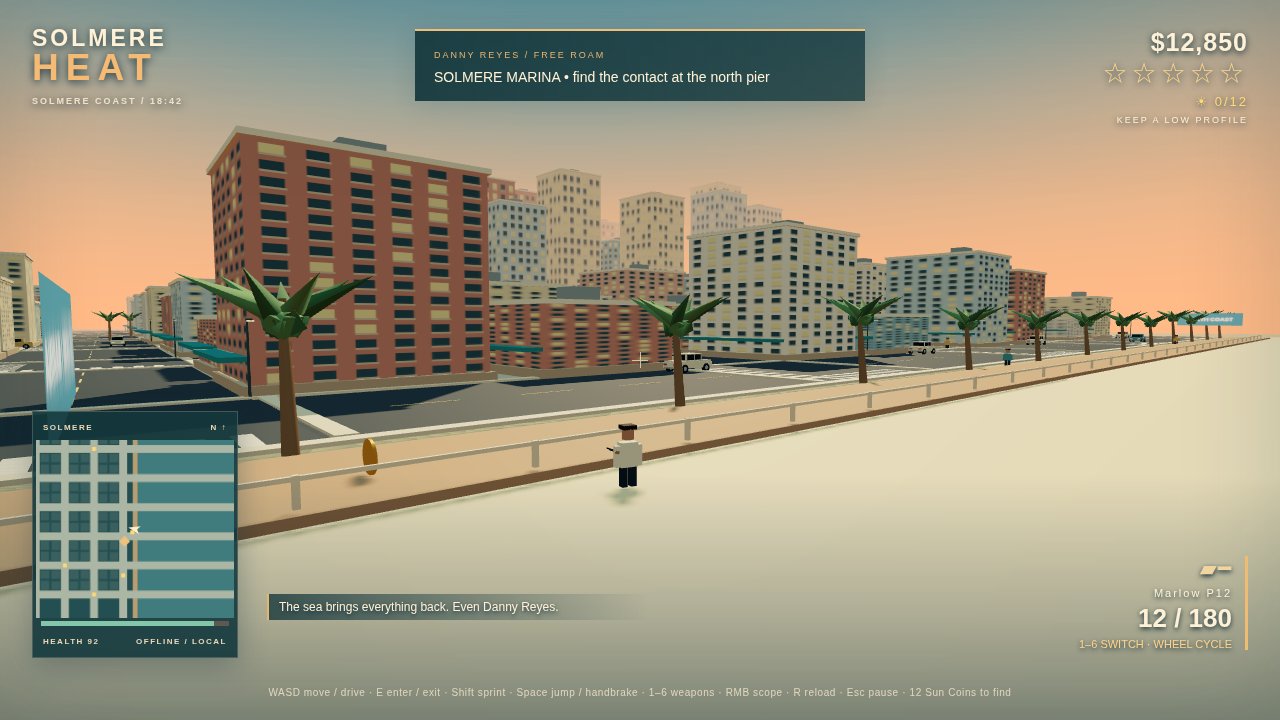 SOLMERE
HEAT
SOLMERE COAST / 18:42
DANNY REYES / FREE ROAM
SOLMERE MARINA • find the contact at the north pier
$12,850
☆☆☆☆☆
☀ 0/12
KEEP A LOW PROFILE
COAST
SOLMERE N ↑
HEALTH 92 OFFLINE / LOCAL
The sea brings everything back. Even Danny Reyes.
Marlow P12
12 / 180
1–6 SWITCH · WHEEL CYCLE
WASD move / drive · E enter / exit · Shift sprint · Space jump / handbrake · 1–6 weapons · RMB scope · R reload · Esc pause · 12 Sun Coins to find